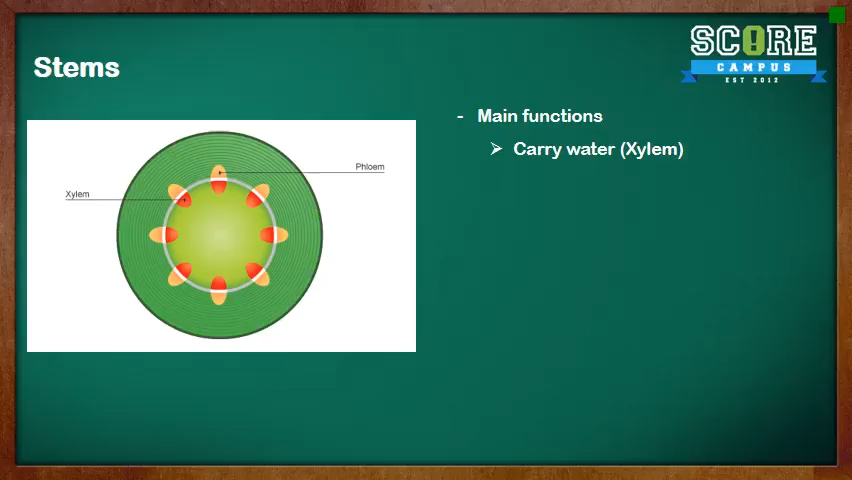 Stems
SCORE
CAMPUS
EST 2012
- Main functions
➢ Carry water (Xylem)
Phloem
Xylem